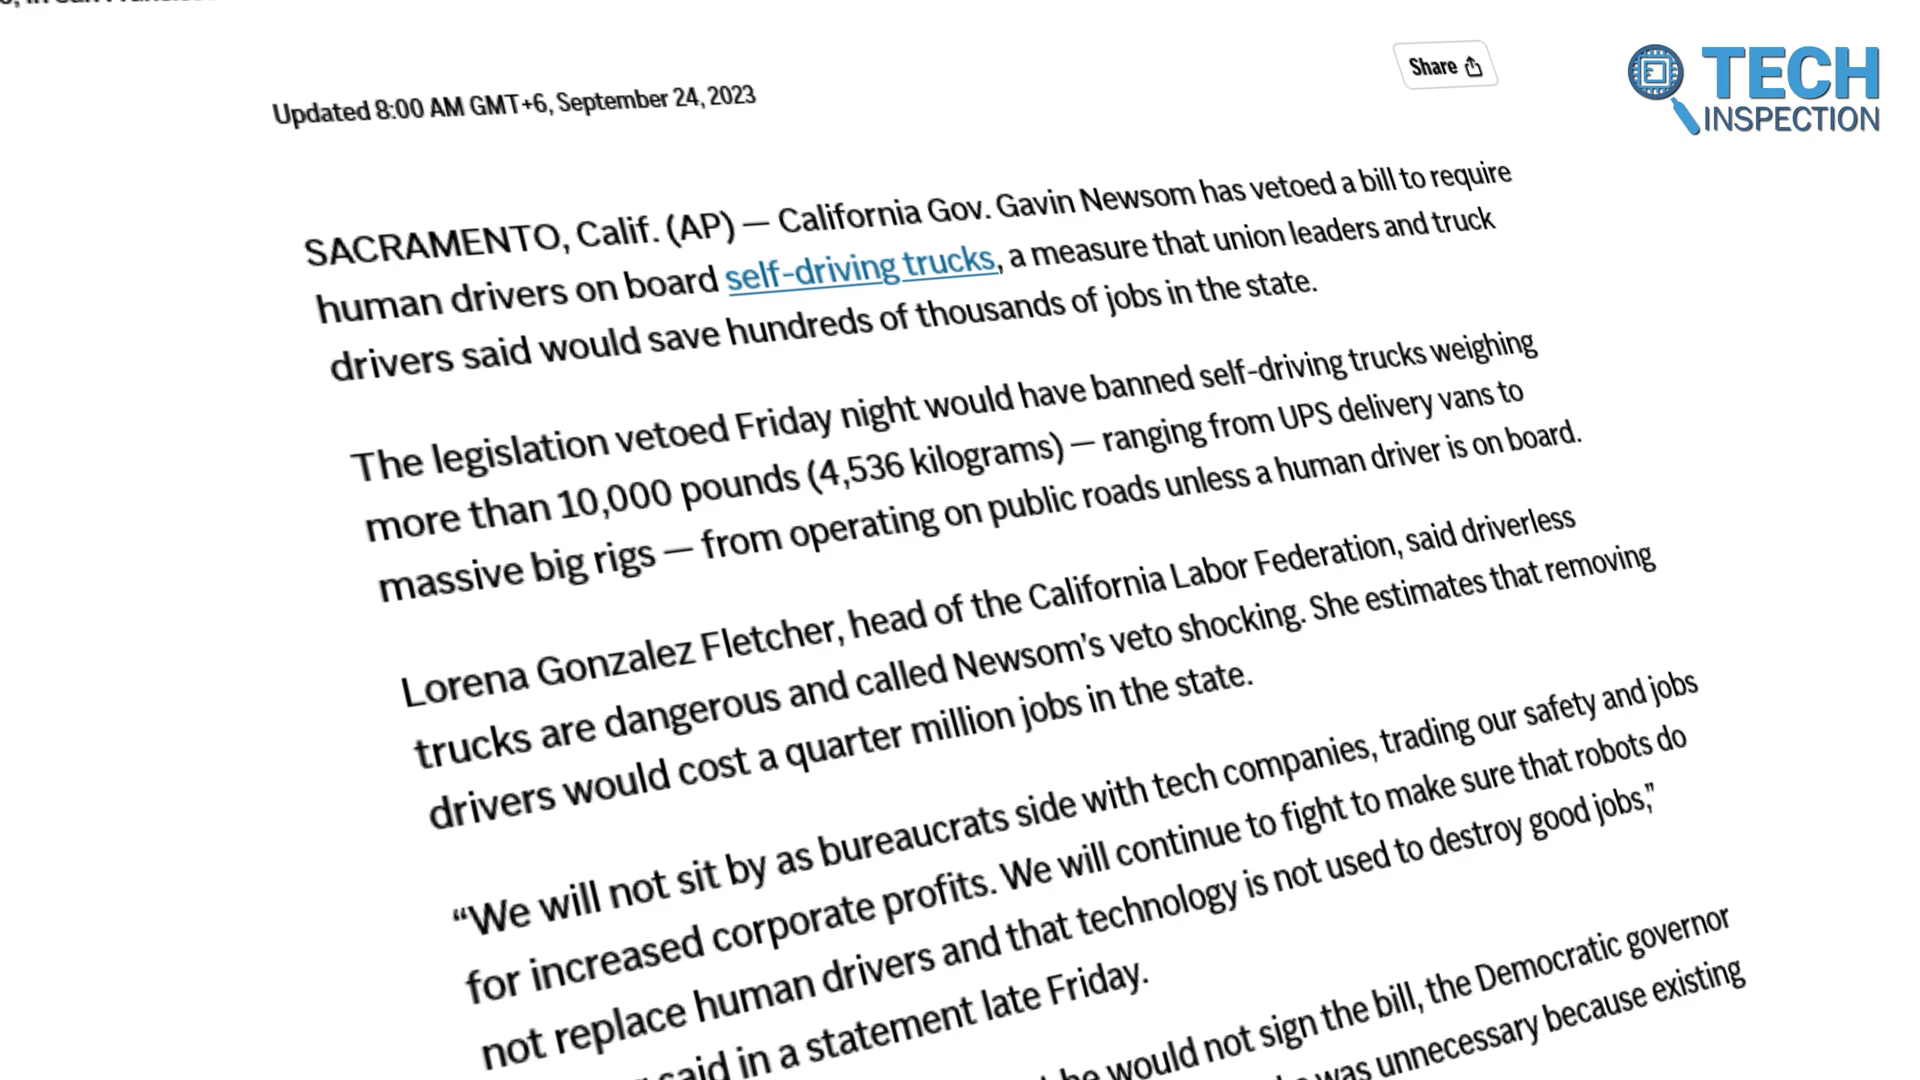 Updated 8:00 AM GMT+6, September 24, 2023
Share
TECH
INSPECTION
SACRAMENTO, Calif. (AP) — California Gov. Gavin Newsom has vetoed a bill to require
human drivers on board self-driving trucks, a measure that union leaders and truck
drivers said would save hundreds of thousands of jobs in the state.
The legislation vetoed Friday night would have banned self-driving trucks weighing
more than 10,000 pounds (4,536 kilograms) — ranging from UPS delivery vans to
massive big rigs — from operating on public roads unless a human driver is on board.
Lorena Gonzalez Fletcher, head of the California Labor Federation, said driverless
trucks are dangerous and called Newsom’s veto shocking. She estimates that removing
drivers would cost a quarter million jobs in the state.
“We will not sit by as bureaucrats side with tech companies, trading our safety and jobs
for increased corporate profits. We will continue to fight to make sure that robots do
not replace human drivers and that technology is not used to destroy good jobs,”
said in a statement late Friday.
he would not sign the bill, the Democratic governor
was unnecessary because existing